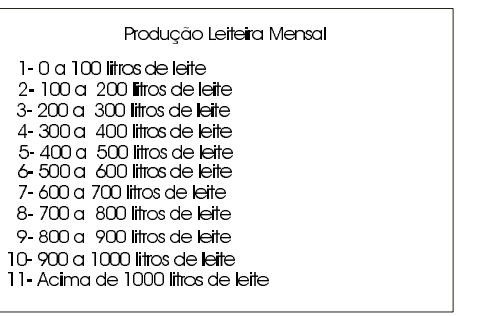 Produção Leiteira Mensal
1- 0 a 100 litros de leite
2- 100 a 200 litros de leite
3- 200 a 300 litros de leite
4- 300 a 400 litros de leite
5- 400 a 500 litros de leite
6- 500 a 600 litros de leite
7- 600 a 700 litros de leite
8- 700 a 800 litros de leite
9- 800 a 900 litros de leite
10- 900 a 1000 litros de leite
11- Acima de 1000 litros de leite